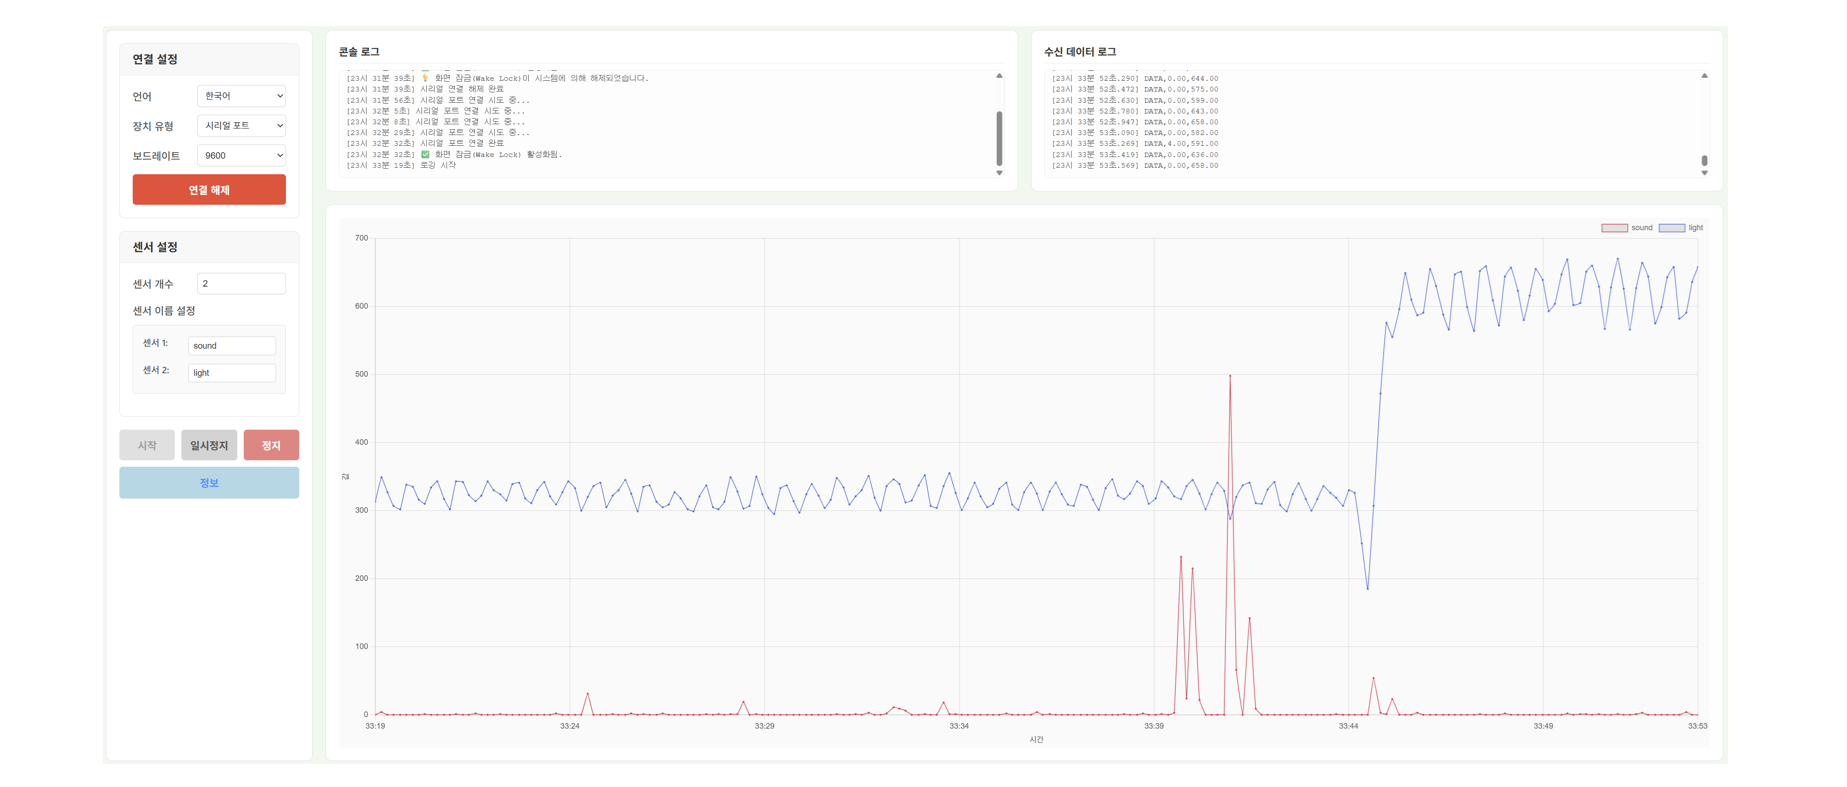 연결 설정
언어
한국어
장치 유형
시리얼 포트
보드레이트
9600
연결 해제
센서 설정
센서 개수
2
센서 이름 설정
센서 1:
sound
센서 2:
light
시작
일시정지
정지
정보
콘솔 로그
[23시 31분 39초] 💡 화면 잠금(Wake Lock)이 시스템에 의해 해제되었습니다.
[23시 31분 39초] 시리얼 연결 해제 완료
[23시 31분 56초] 시리얼 포트 연결 시도 중...
[23시 32분 5초] 시리얼 포트 연결 시도 중...
[23시 32분 8초] 시리얼 포트 연결 시도 중...
[23시 32분 29초] 시리얼 포트 연결 시도 중...
[23시 32분 32초] 시리얼 포트 연결 완료
[23시 32분 32초] ✅ 화면 잠금(Wake Lock) 활성화됨.
[23시 33분 19초] 로깅 시작
수신 데이터 로그
[23시 33분 52초.290] DATA,0.00,644.00
[23시 33분 52초.472] DATA,0.00,575.00
[23시 33분 52초.630] DATA,0.00,599.00
[23시 33분 52초.780] DATA,0.00,643.00
[23시 33분 52초.947] DATA,0.00,658.00
[23시 33분 53초.090] DATA,0.00,582.00
[23시 33분 53초.269] DATA,4.00,591.00
[23시 33분 53초.419] DATA,0.00,636.00
[23시 33분 53초.569] DATA,0.00,658.00
sound
light
700
600
500
400
300
200
100
0
값
33:19
33:24
33:29
33:34
33:39
33:44
33:49
33:53
시간